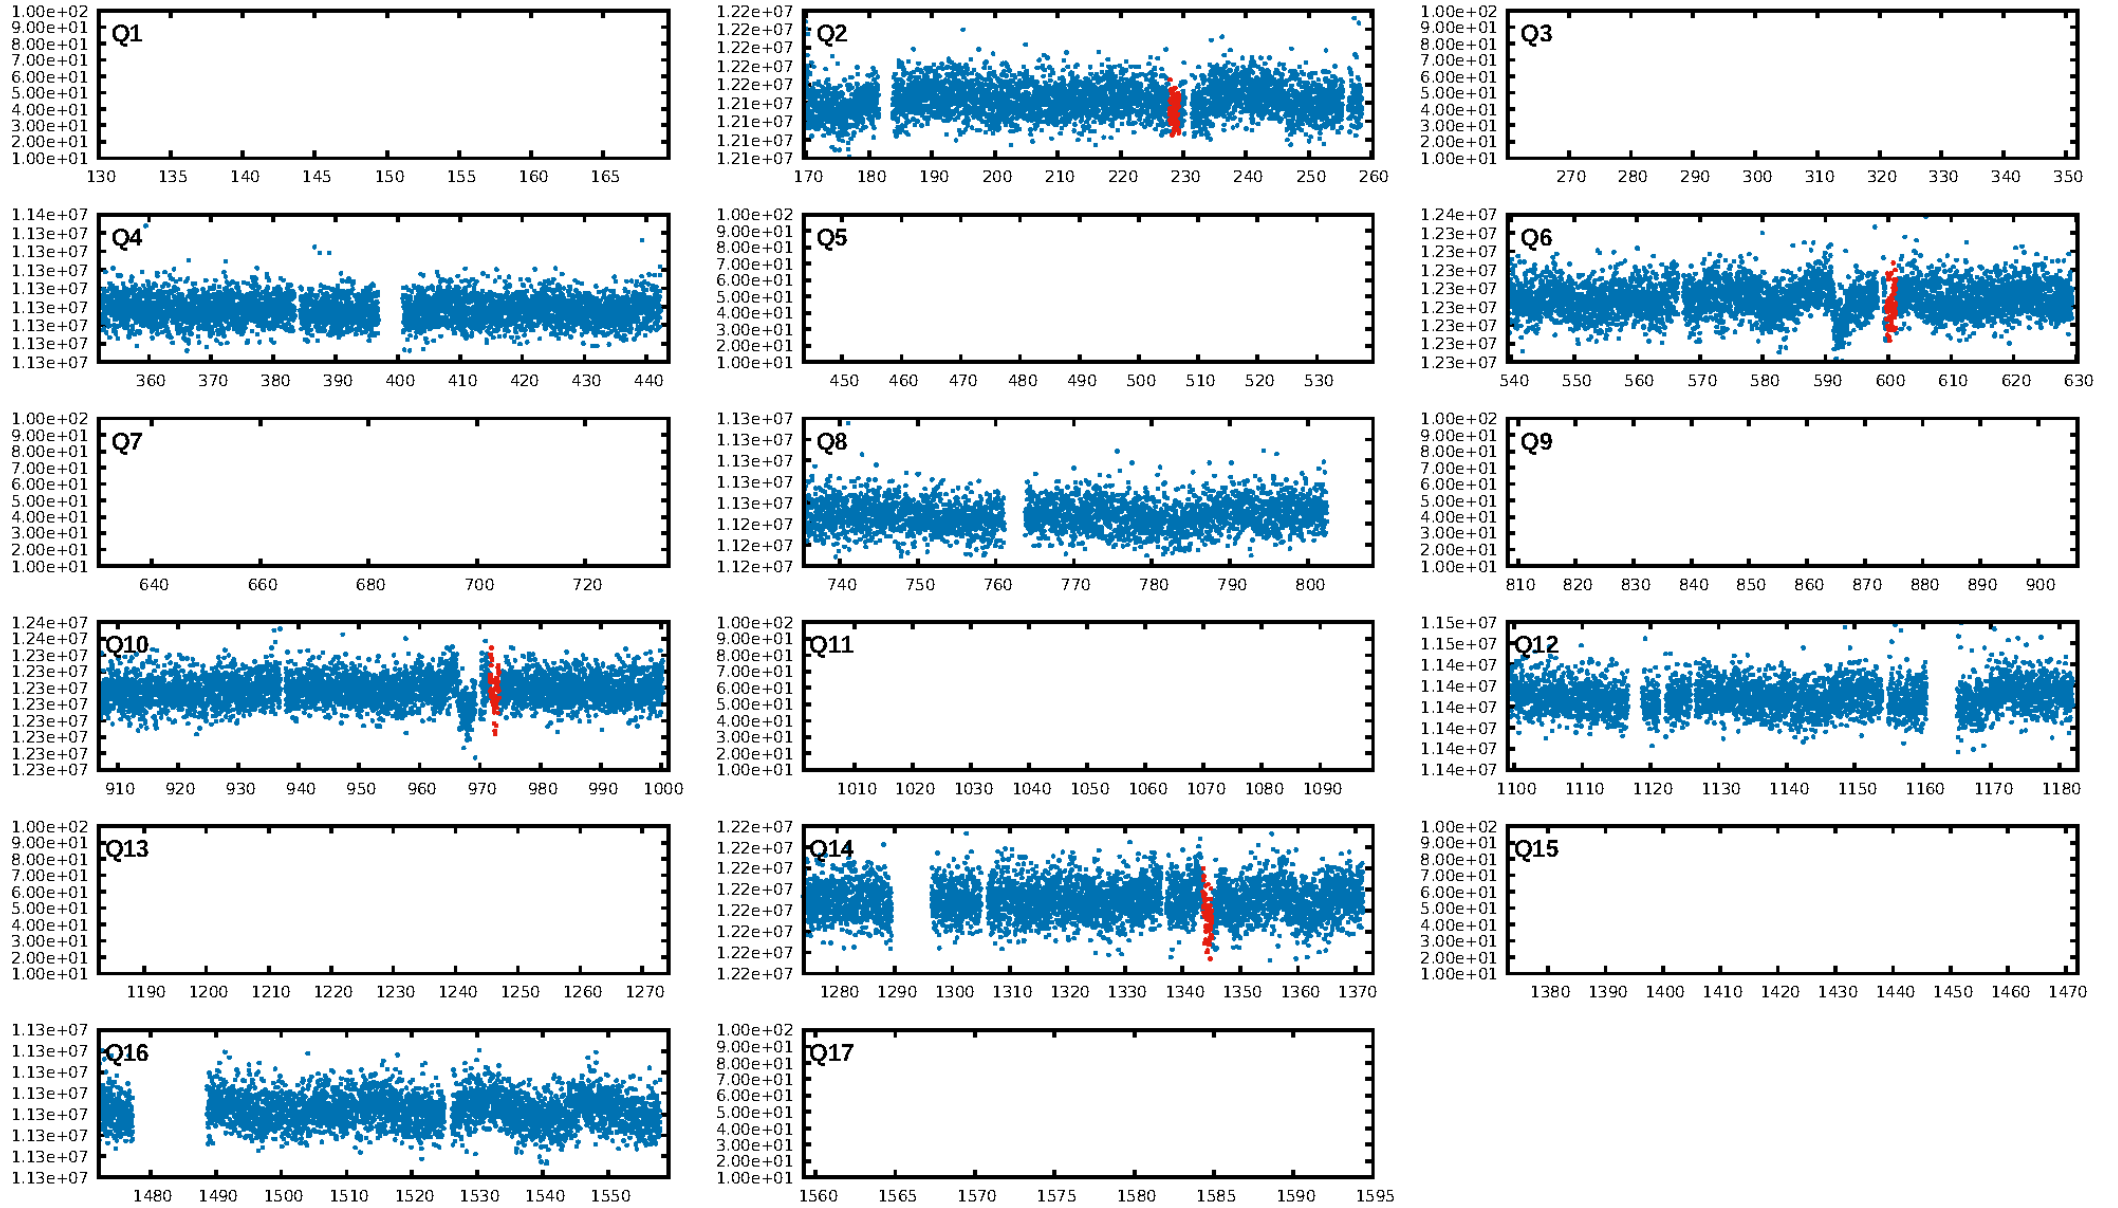 Q1
1.00e+02
9.00e+01
8.00e+01
7.00e+01
6.00e+01
5.00e+01
4.00e+01
3.00e+01
2.00e+01
1.00e+01
130 135 140 145 150 155 160 165
Q2
1.22e+07
1.22e+07
1.22e+07
1.22e+07
1.22e+07
1.21e+07
1.21e+07
1.21e+07
1.21e+07
170 180 190 200 210 220 230 240 250 260
Q3
1.00e+02
9.00e+01
8.00e+01
7.00e+01
6.00e+01
5.00e+01
4.00e+01
3.00e+01
2.00e+01
1.00e+01
270 280 290 300 310 320 330 340 350
Q4
1.14e+07
1.13e+07
1.13e+07
1.13e+07
1.13e+07
1.13e+07
1.13e+07
1.13e+07
1.13e+07
360 370 380 390 400 410 420 430 440
Q5
1.00e+02
9.00e+01
8.00e+01
7.00e+01
6.00e+01
5.00e+01
4.00e+01
3.00e+01
2.00e+01
1.00e+01
450 460 470 480 490 500 510 520 530
Q6
1.24e+07
1.23e+07
1.23e+07
1.23e+07
1.23e+07
1.23e+07
1.23e+07
1.23e+07
1.23e+07
540 550 560 570 580 590 600 610 620 630
Q7
1.00e+02
9.00e+01
8.00e+01
7.00e+01
6.00e+01
5.00e+01
4.00e+01
3.00e+01
2.00e+01
1.00e+01
640 660 680 700 720
Q8
1.13e+07
1.13e+07
1.13e+07
1.13e+07
1.13e+07
1.12e+07
1.12e+07
1.12e+07
740 750 760 770 780 790 800
Q9
1.00e+02
9.00e+01
8.00e+01
7.00e+01
6.00e+01
5.00e+01
4.00e+01
3.00e+01
2.00e+01
1.00e+01
810 820 830 840 850 860 870 880 890 900
Q10
1.24e+07
1.24e+07
1.23e+07
1.23e+07
1.23e+07
1.23e+07
1.23e+07
1.23e+07
1.23e+07
1.23e+07
910 920 930 940 950 960 970 980 990 1000
Q11
1.00e+02
9.00e+01
8.00e+01
7.00e+01
6.00e+01
5.00e+01
4.00e+01
3.00e+01
2.00e+01
1.00e+01
1010 1020 1030 1040 1050 1060 1070 1080 1090
Q12
1.15e+07
1.15e+07
1.14e+07
1.14e+07
1.14e+07
1.14e+07
1.14e+07
1.14e+07
1100 1110 1120 1130 1140 1150 1160 1170 1180
Q13
1.00e+02
9.00e+01
8.00e+01
7.00e+01
6.00e+01
5.00e+01
4.00e+01
3.00e+01
2.00e+01
1.00e+01
1190 1200 1210 1220 1230 1240 1250 1260 1270
Q14
1.22e+07
1.22e+07
1.22e+07
1.22e+07
1.22e+07
1.22e+07
1.22e+07
1.22e+07
1280 1290 1300 1310 1320 1330 1340 1350 1360 1370
Q15
1.00e+02
9.00e+01
8.00e+01
7.00e+01
6.00e+01
5.00e+01
4.00e+01
3.00e+01
2.00e+01
1.00e+01
1380 1390 1400 1410 1420 1430 1440 1450 1460 1470
Q16
1.13e+07
1.13e+07
1.13e+07
1.13e+07
1.13e+07
1.13e+07
1.13e+07
1.13e+07
1480 1490 1500 1510 1520 1530 1540 1550
Q17
1.00e+02
9.00e+01
8.00e+01
7.00e+01
6.00e+01
5.00e+01
4.00e+01
3.00e+01
2.00e+01
1.00e+01
1560 1565 1570 1575 1580 1585 1590 1595